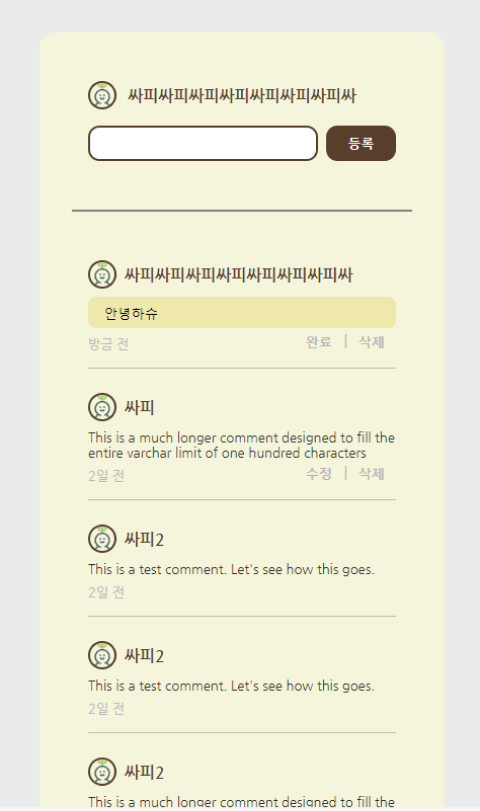 싸피싸피싸피싸피싸피싸피싸피싸
등록
싸피싸피싸피싸피싸피싸피싸피싸
안녕하슈
방금 전 완료 | 삭제
싸피
This is a much longer comment designed to fill the
entire varchar limit of one hundred characters
2일 전 수정 | 삭제
싸피2
This is a test comment. Let's see how this goes.
2일 전
싸피2
This is a test comment. Let's see how this goes.
2일 전
싸피2
This is a much longer comment designed to fill the